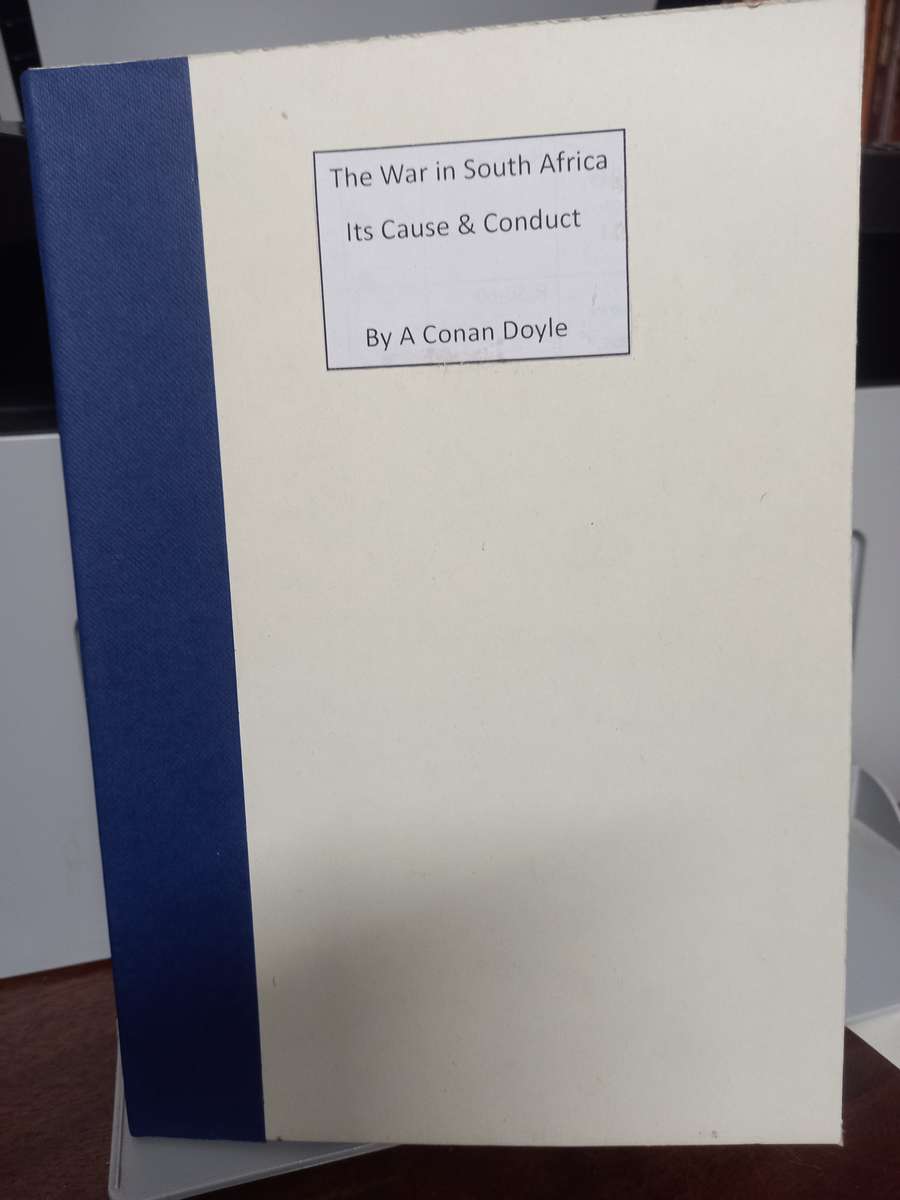 The War in South Africa
Its Cause & Conduct
By A Conan Doyle